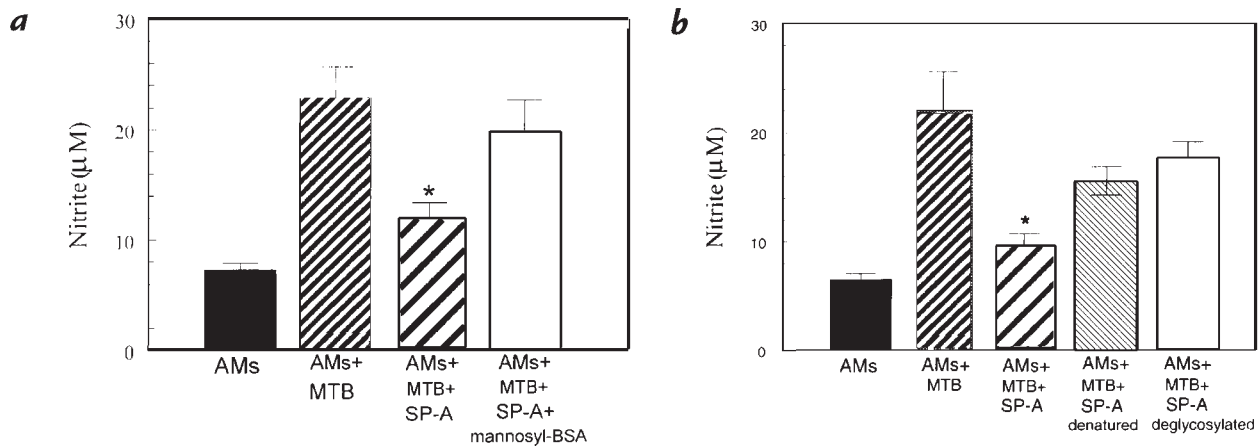 a
30
20
10
0
Nitrite (μM)
*
AMs
AMs+
MTB
AMs+
MTB+
SP-A
AMs+
MTB+
SP-A+
mannosyl-BSA
b
30
20
10
0
Nitrite (μM)
*
AMs
AMs+
MTB
AMs+
MTB+
SP-A
AMs+
MTB+
SP-A
denatured
AMs+
MTB+
SP-A
deglycosylated